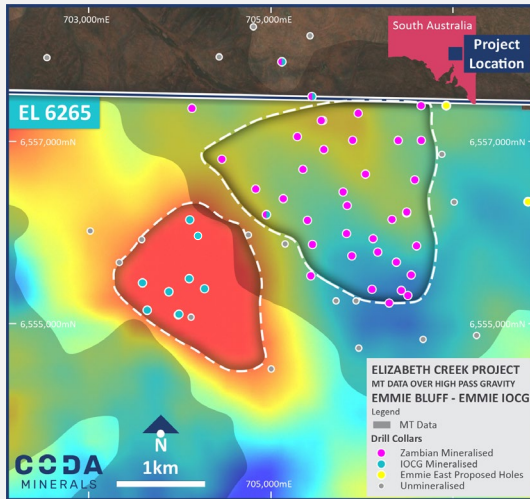 703,000mE
705,000mE
South Australia
Project
Location
EL 6265
6,557,000mN
6,557,000mN
6,555,000mN
6,555,000mN
ELIZABETH CREEK PROJECT
MT DATA OVER HIGH PASS GRAVITY
EMMIE BLUFF - EMMIE IOCG
Legend
MT Data
Drill Collars
Zambian Mineralised
IOCG Mineralised
Emmie East Proposed Holes
Unmineralised
N
1km
CODA
MINERALS
705,000mE